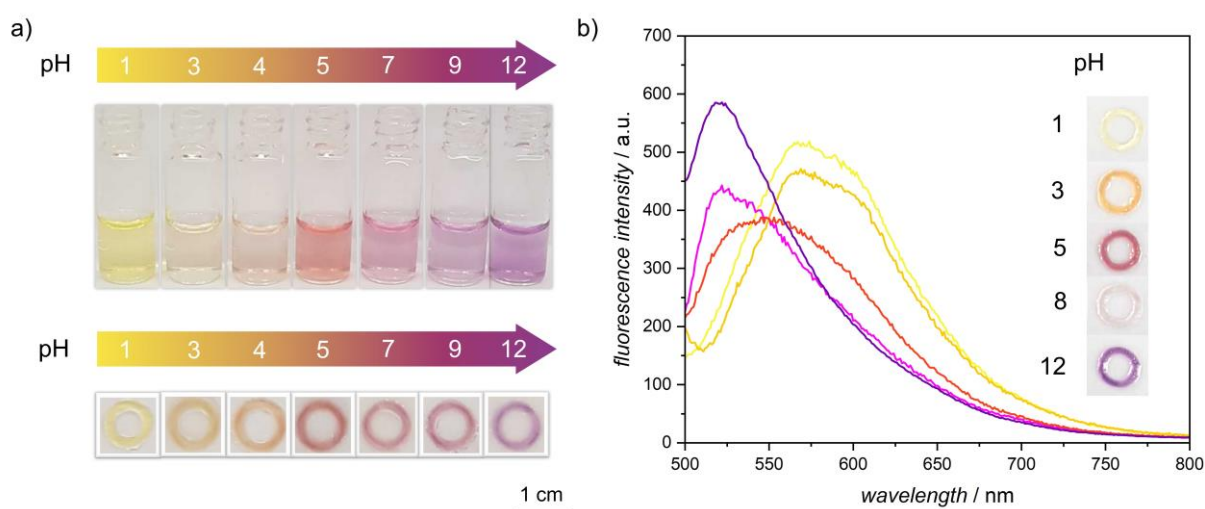 a)
pH 1 3 4 5 7 9 12
pH 1 3 4 5 7 9 12
1 cm
b)
700
600
500
400
300
200
100
0
fluorescence intensity / a.u.
500 550 600 650 700 750 800
wavelength / nm
pH
1
3
5
8
12